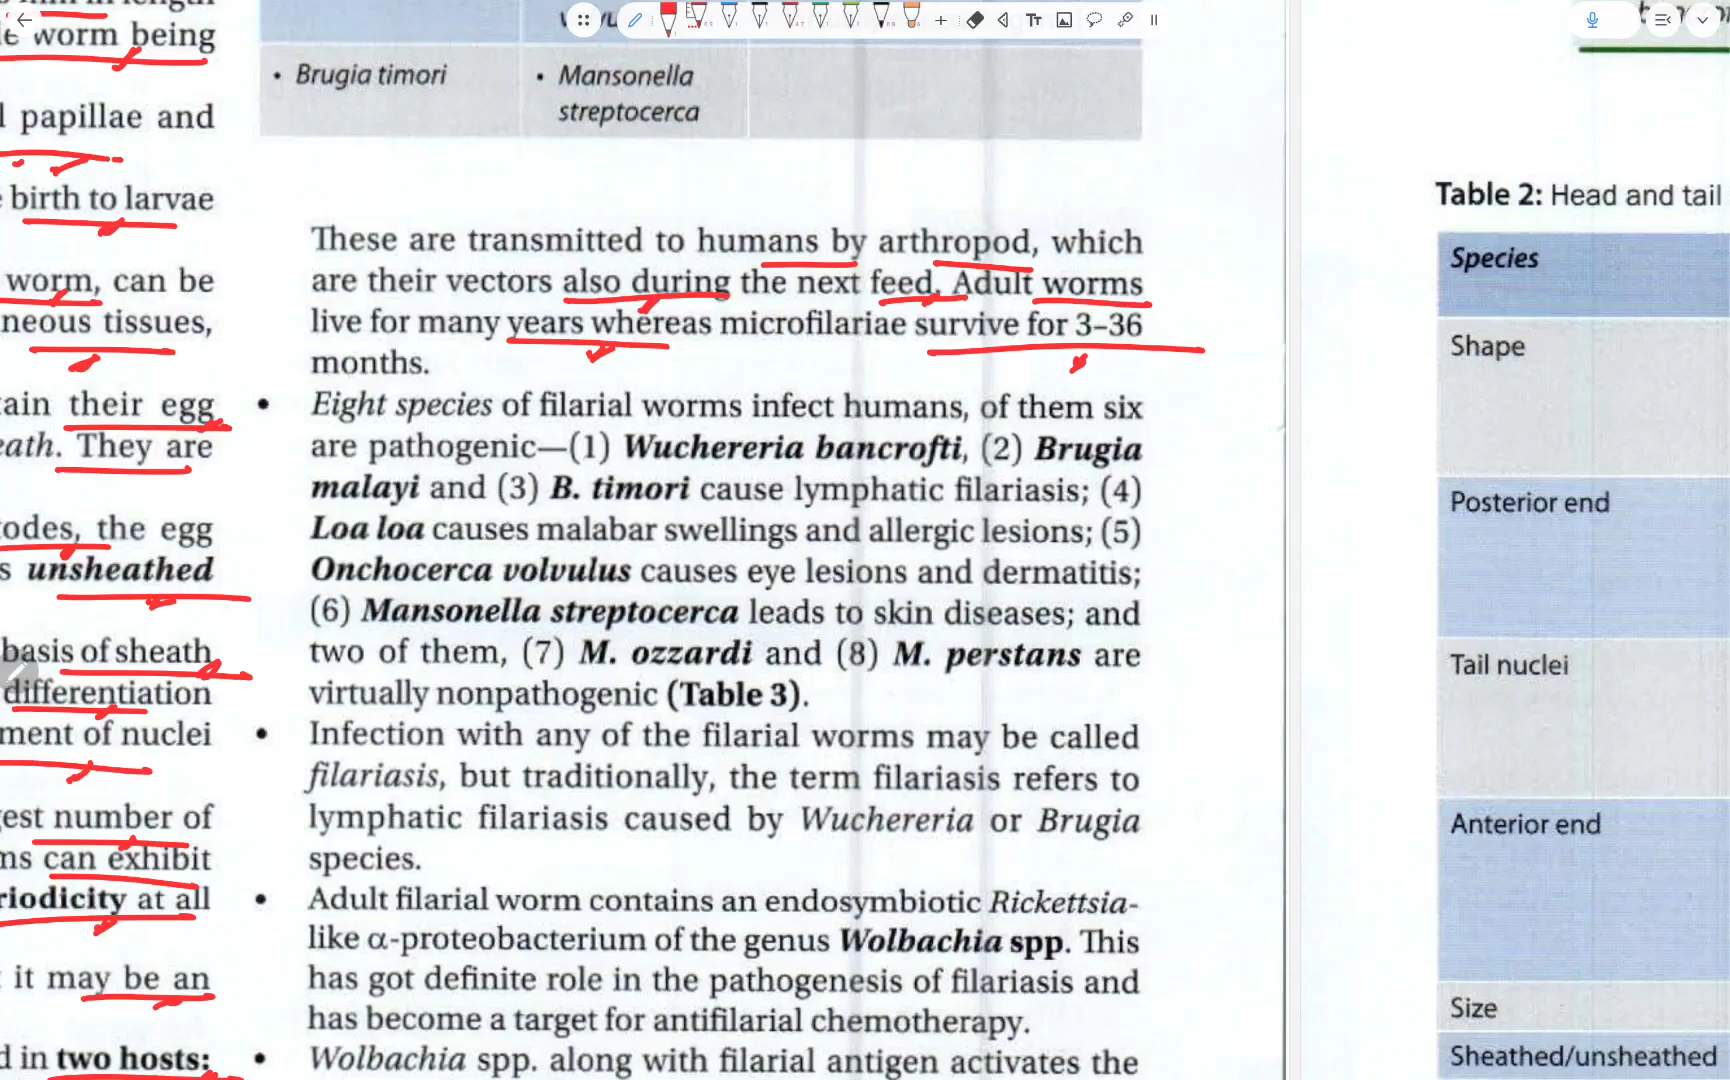 worm being
papillae and
birth to larvae
worm, can be
neous tissues,
ain their egg
eath. They are
odes, the egg
s unsheathed
basis of sheath
differentiation
ment of nuclei
gest number of
ms can exhibit
riodicity at all
it may be an
d in two hosts:
• Brugia timori
• Mansonella
streptocerca
These are transmitted to humans by arthropod, which
are their vectors also during the next feed. Adult worms
live for many years whereas microfilariae survive for 3–36
months.
• Eight species of filarial worms infect humans, of them six
are pathogenic—(1) Wuchereria bancrofti, (2) Brugia
malayi and (3) B. timori cause lymphatic filariasis; (4)
Loa loa causes malabar swellings and allergic lesions; (5)
Onchocerca volvulus causes eye lesions and dermatitis;
(6) Mansonella streptocerca leads to skin diseases; and
two of them, (7) M. ozzardi and (8) M. perstans are
virtually nonpathogenic (Table 3).
• Infection with any of the filarial worms may be called
filariasis, but traditionally, the term filariasis refers to
lymphatic filariasis caused by Wuchereria or Brugia
species.
• Adult filarial worm contains an endosymbiotic Rickettsia-
like α-proteobacterium of the genus Wolbachia spp. This
has got definite role in the pathogenesis of filariasis and
has become a target for antifilarial chemotherapy.
• Wolbachia spp. along with filarial antigen activates the
Table 2: Head and tail
Species
Shape
Posterior end
Tail nuclei
Anterior end
Size
Sheathed/unsheathed